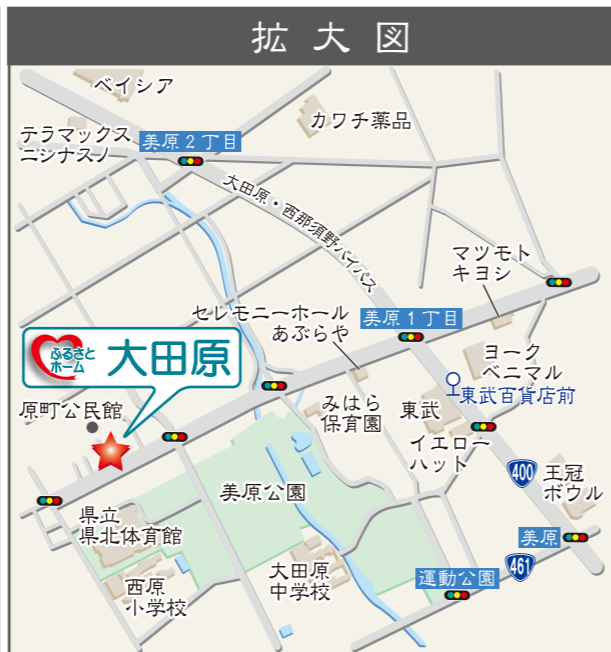 拡大図
ベイシア
カワチ薬品
テラマックス
ニシナスノ
美原2丁目
大田原・西那須野バイパス
マツモト
キヨシ
セレモニーホール
あぶらや
美原1丁目
ふるさと
ホーム
大田原
ヨーク
ベニマル
東武百貨店前
原町公民館
みはら
保育園
東武
イエロー
ハット
400
王冠
ボウル
美原公園
県立
県北体育館
美原
461
大田原
中学校
運動公園
西原
小学校